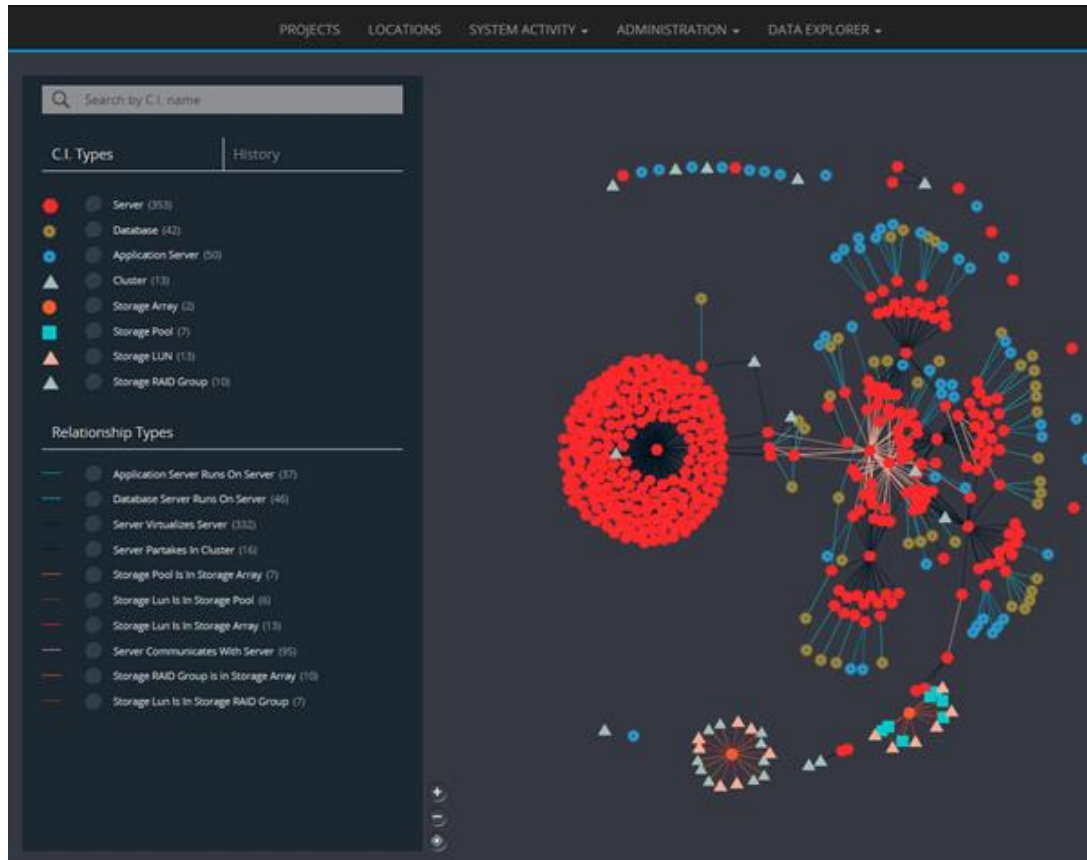 PROJECTS LOCATIONS SYSTEM ACTIVITY ADMINISTRATION DATA EXPLORER
Search by C.I. name
C.I. Types History
Server (353)
Database (42)
Application Server (50)
Cluster (13)
Storage Array (2)
Storage Pool (7)
Storage LUN (13)
Storage RAID Group (10)
Relationship Types
Application Server Runs On Server (37)
Database Server Runs On Server (46)
Server Virtualizes Server (332)
Server Partakes In Cluster (16)
Storage Pool Is In Storage Array (7)
Storage Lun Is In Storage Pool (6)
Storage Lun Is In Storage Array (13)
Server Communicates With Server (95)
Storage RAID Group Is in Storage Array (10)
Storage Lun Is In Storage RAID Group (7)